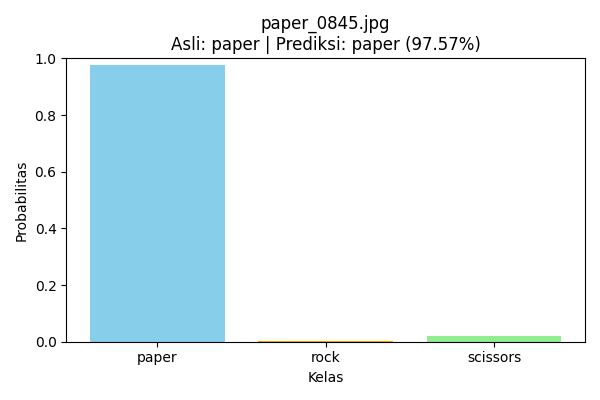 paper_0845.jpg
Asli: paper | Prediksi: paper (97.57%)
1.0
0.8
0.6
0.4
0.2
0.0
Probabilitas
paper rock scissors
Kelas